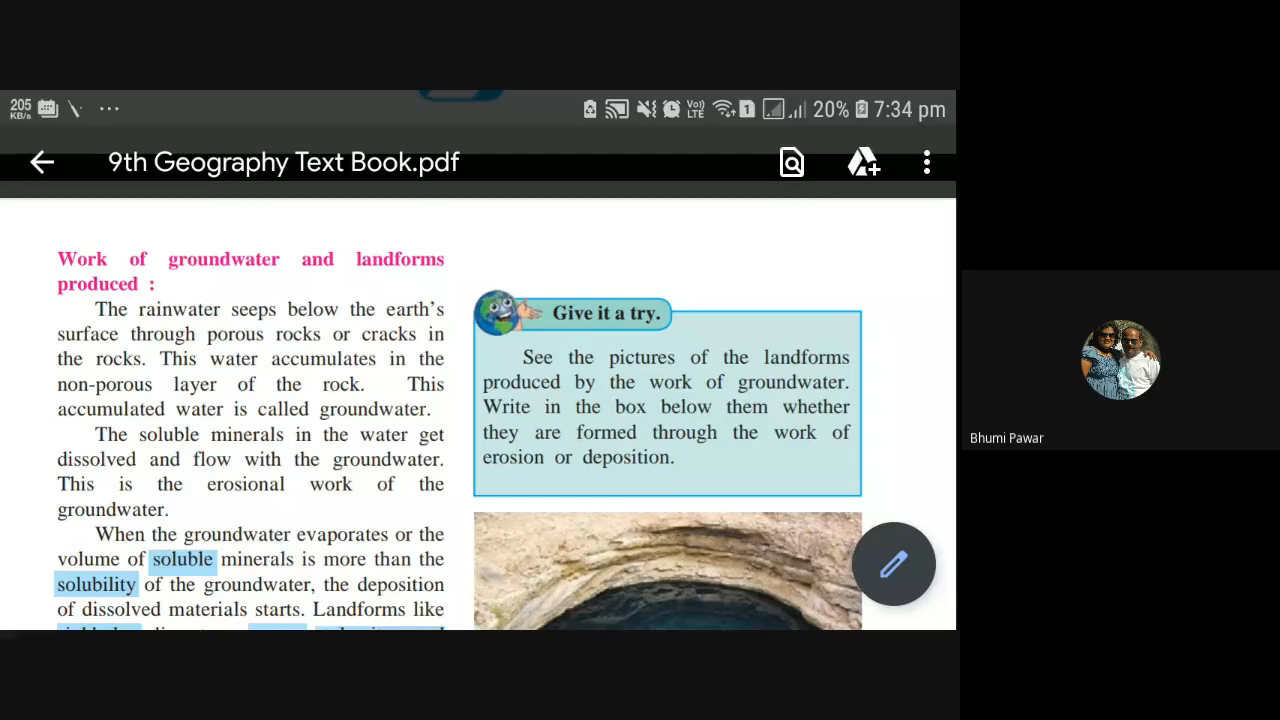 205 KB/s ... Vo)) LTE 1 20% 7:34 pm
9th Geography Text Book.pdf
Work of groundwater and landforms
produced :
The rainwater seeps below the earth's
surface through porous rocks or cracks in
the rocks. This water accumulates in the
non-porous layer of the rock. This
accumulated water is called groundwater.
The soluble minerals in the water get
dissolved and flow with the groundwater.
This is the erosional work of the
groundwater.
When the groundwater evaporates or the
volume of soluble minerals is more than the
solubility of the groundwater, the deposition
of dissolved materials starts. Landforms like
Give it a try.
See the pictures of the landforms
produced by the work of groundwater.
Write in the box below them whether
they are formed through the work of
erosion or deposition.
Bhumi Pawar